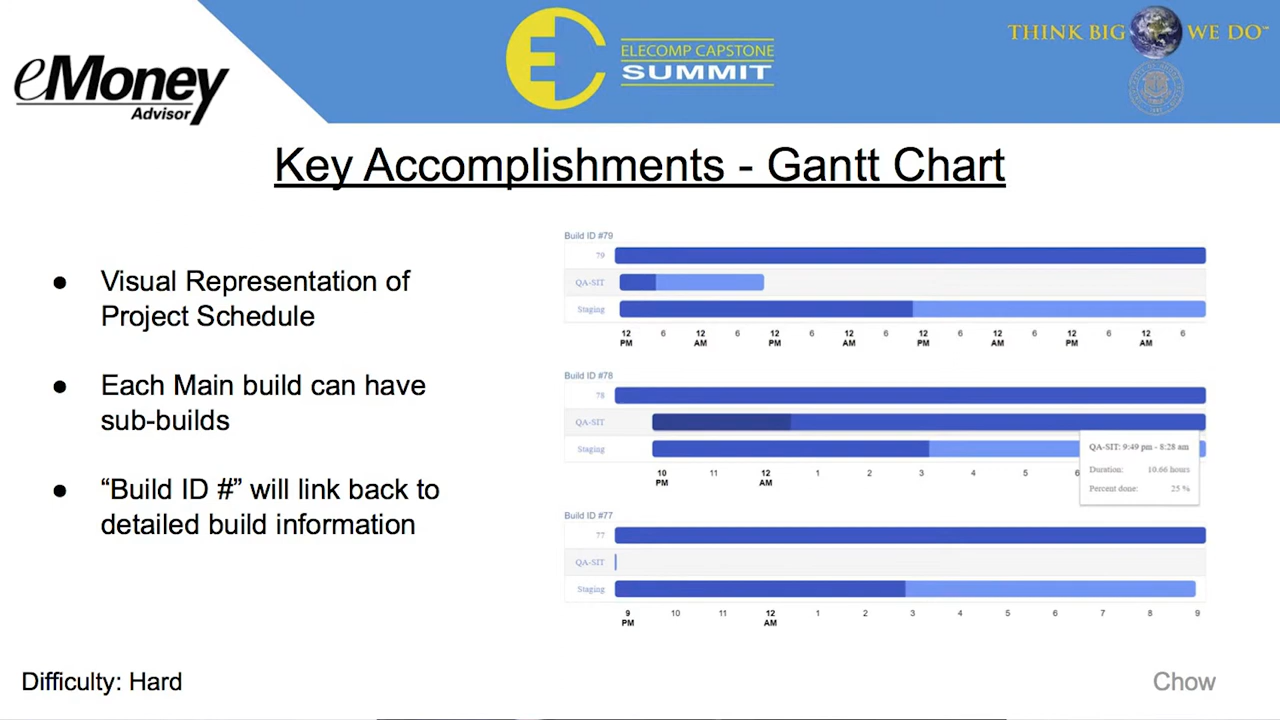 eMoney
Advisor
ELECOMP CAPSTONE
SUMMIT
THINK BIG WE DO™
Key Accomplishments - Gantt Chart
● Visual Representation of
Project Schedule
● Each Main build can have
sub-builds
● “Build ID #” will link back to
detailed build information
Build ID #79
79
QA-SIT
Staging
12 6 12 6 12 6 12 6 12 6 12 6 12 6 12 6
PM AM PM AM PM AM PM AM
Build ID #78
78
QA-SIT
Staging
10 11 12 1 2 3 4 5 6
PM AM
QA-SIT: 9:49 pm - 8:28 am
Duration: 10.66 hours
Percent done: 25 %
Build ID #77
77
QA-SIT
Staging
9 10 11 12 1 2 3 4 5 6 7 8 9
PM AM
Difficulty: Hard
Chow